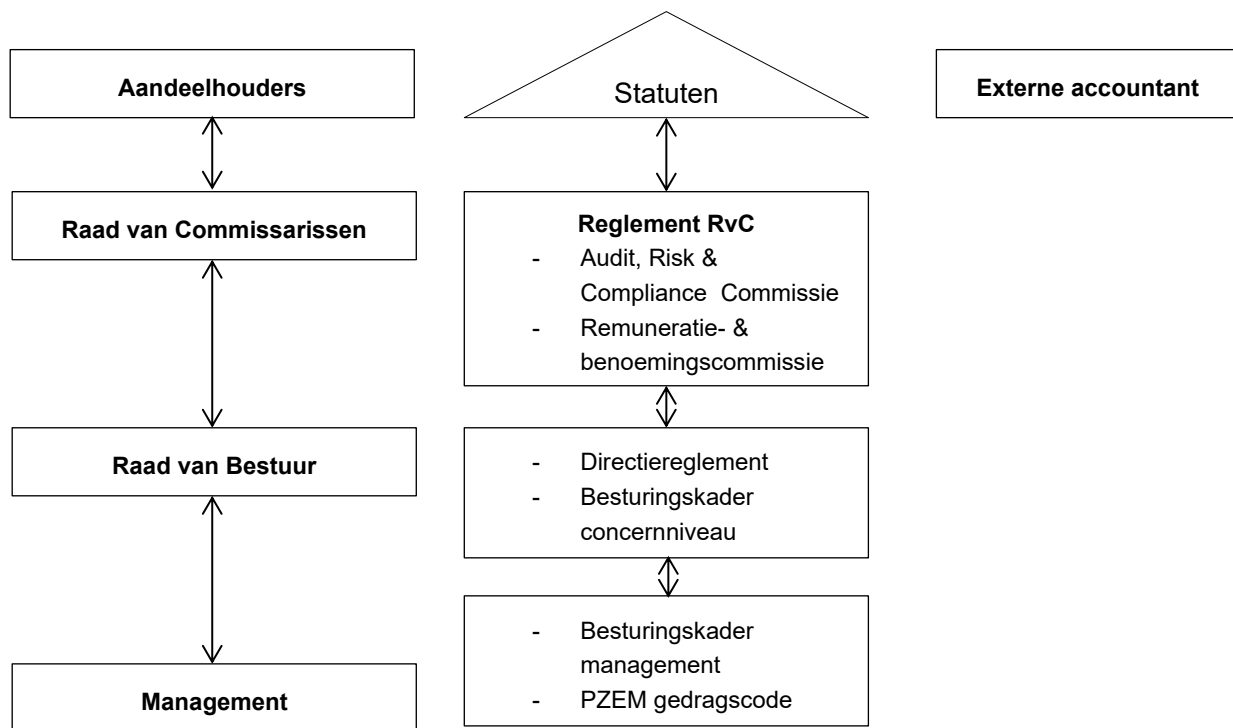 Aandeelhouders
Statuten
Externe accountant
Raad van Commissarissen
Reglement RvC
- Audit, Risk &
Compliance Commissie
- Remuneratie- &
benoemingscommissie
Raad van Bestuur
- Directiereglement
- Besturingskader
concernniveau
- Besturingskader
management
- PZEM gedragscode
Management